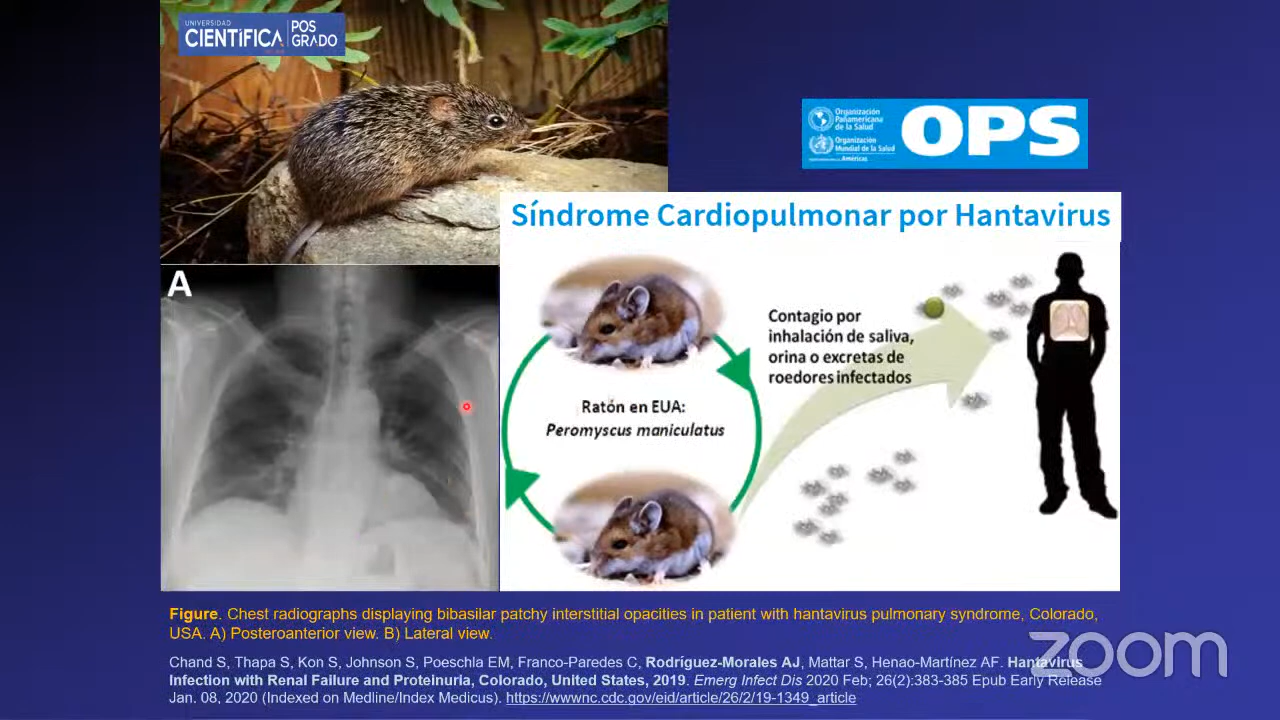 UNIVERSIDAD
CIENTÍFICA
POS
GRADO
Organización
Panamericana
de la Salud
Organización
Mundial de la Salud
Américas
OPS
Síndrome Cardiopulmonar por Hantavirus
A
Contagio por
inhalación de saliva,
orina o excretas de
roedores infectados
Ratón en EUA:
Peromyscus maniculatus
Figure. Chest radiographs displaying bibasilar patchy interstitial opacities in patient with hantavirus pulmonary syndrome, Colorado,
USA. A) Posteroanterior view. B) Lateral view.
zoom
Chand S, Thapa S, Kon S, Johnson S, Poeschla EM, Franco-Paredes C, Rodríguez-Morales AJ, Mattar S, Henao-Martínez AF. Hantavirus
Infection with Renal Failure and Proteinuria, Colorado, United States, 2019. Emerg Infect Dis 2020 Feb; 26(2):383-385 Epub Early Release
Jan. 08, 2020 (Indexed on Medline/Index Medicus). https://wwwnc.cdc.gov/eid/article/26/2/19-1349_article